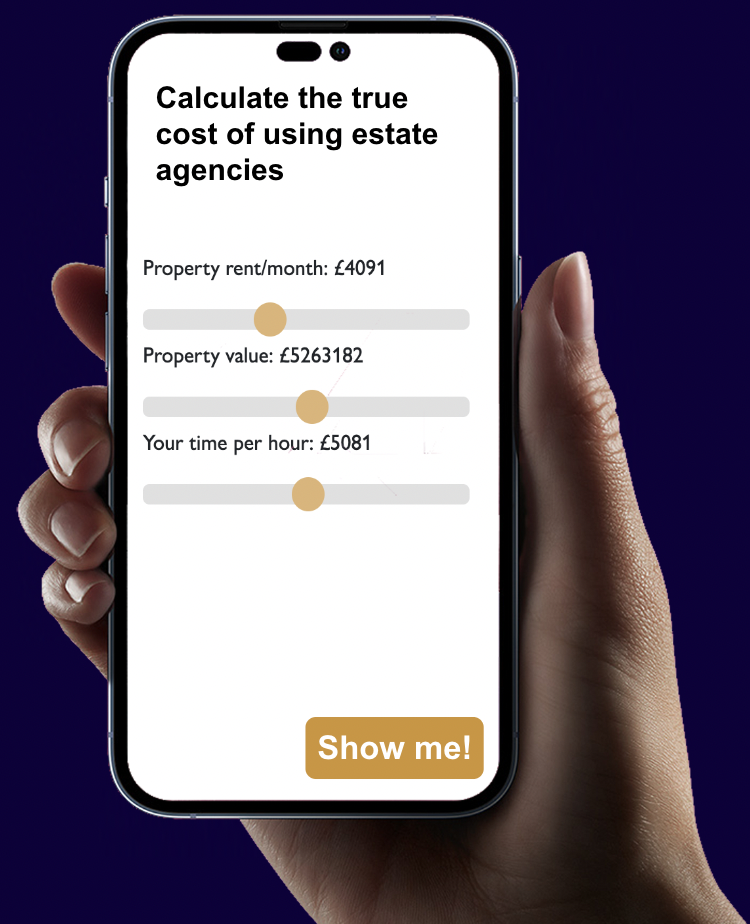 Calculate the true
cost of using estate
agencies
Property rent/month: £4091
Property value: £5263182
Your time per hour: £5081
Show me!